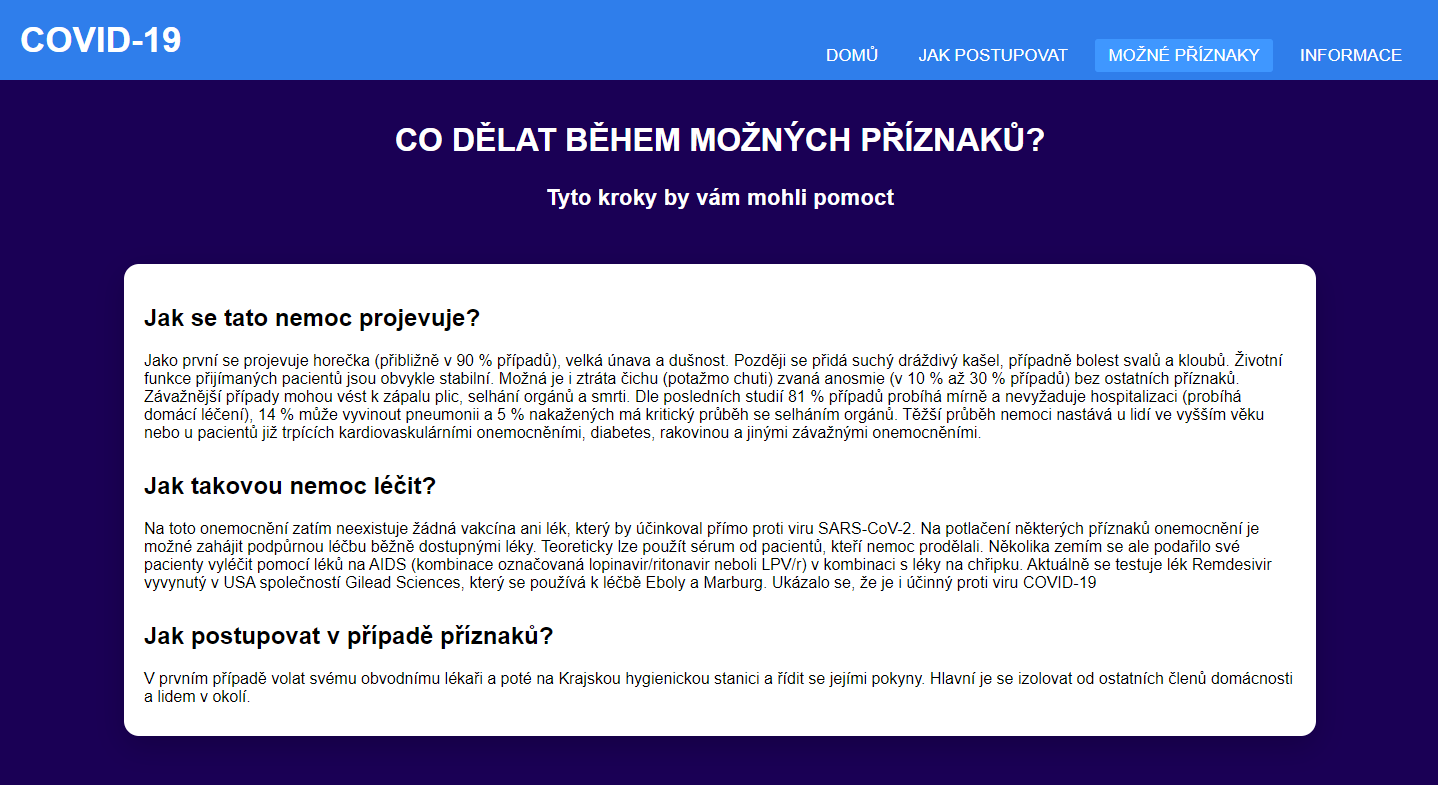 COVID-19
DOMŮ JAK POSTUPOVAT MOŽNÉ PŘÍZNAKY INFORMACE
CO DĚLAT BĚHEM MOŽNÝCH PŘÍZNAKŮ?
Tyto kroky by vám mohli pomoct
Jak se tato nemoc projevuje?
Jako první se projevuje horečka (přibližně v 90 % případů), velká únava a dušnost. Později se přidá suchý dráždivý kašel, případně bolest svalů a kloubů. Životní
funkce přijímaných pacientů jsou obvykle stabilní. Možná je i ztráta čichu (potažmo chuti) zvaná anosmie (v 10 % až 30 % případů) bez ostatních příznaků.
Závažnější případy mohou vést k zápalu plic, selhání orgánů a smrti. Dle posledních studií 81 % případů probíhá mírně a nevyžaduje hospitalizaci (probíhá
domácí léčení), 14 % může vyvinout pneumonii a 5 % nakažených má kritický průběh se selháním orgánů. Těžší průběh nemoci nastává u lidí ve vyšším věku
nebo u pacientů již trpících kardiovaskulárními onemocněními, diabetes, rakovinou a jinými závažnými onemocněními.
Jak takovou nemoc léčit?
Na toto onemocnění zatím neexistuje žádná vakcína ani lék, který by účinkoval přímo proti viru SARS-CoV-2. Na potlačení některých příznaků onemocnění je
možné zahájit podpůrnou léčbu běžně dostupnými léky. Teoreticky lze použít sérum od pacientů, kteří nemoc prodělali. Několika zemím se ale podařilo své
pacienty vyléčit pomocí léků na AIDS (kombinace označovaná lopinavir/ritonavir neboli LPV/r) v kombinaci s léky na chřipku. Aktuálně se testuje lék Remdesivir
vyvynutý v USA společností Gilead Sciences, který se používá k léčbě Eboly a Marburg. Ukázalo se, že je i účinný proti viru COVID-19
Jak postupovat v případě příznaků?
V prvním případě volat svému obvodnímu lékaři a poté na Krajskou hygienickou stanici a řídit se jejími pokyny. Hlavní je se izolovat od ostatních členů domácnosti
a lidem v okolí.